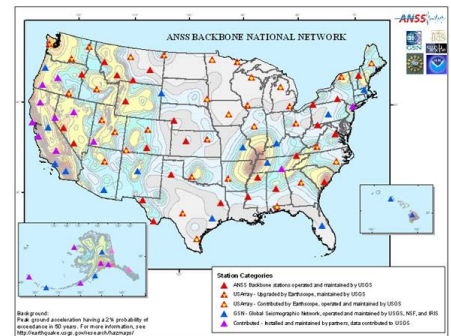 ANSS
ANSS BACKBONE NATIONAL NETWORK
GSN
IRIS
Station Categories
ANSS Backbone stations operated and maintained by USGS
USArray - Upgraded by Earthscope, maintained by USGS
USArray - Contributed by Earthscope, operated and maintained by USGS
GSN - Global Seismographic Network, operated and maintained by USGS, NSF, and IRIS
Contributed - Installed and maintained by partners, data contributed to USGS
Background:
Peak ground acceleration having a 2% probability of
exceedance in 50 years. For more information, see
http://earthquake.usgs.gov/research/hazmaps/